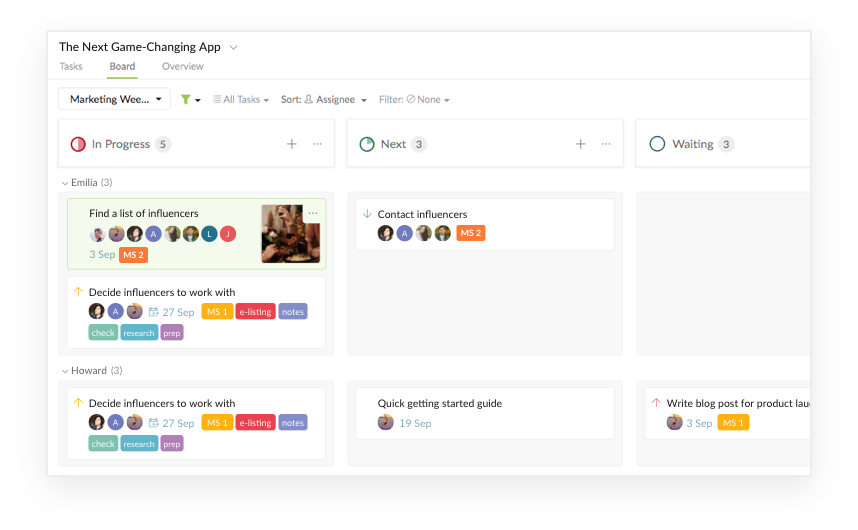 The Next Game-Changing App
Tasks Board Overview
Marketing Wee... All Tasks Sort: Assignee Filter: None
In Progress 5
Next 3
Waiting 3
Emilia (3)
Find a list of influencers
A L J
3 Sep MS 2
Decide influencers to work with
A 27 Sep MS 1 e-listing notes
check research prep
Contact influencers
A MS 2
Howard (3)
Decide influencers to work with
A 27 Sep MS 1 e-listing notes
check research prep
Quick getting started guide
19 Sep
Write blog post for product lau
3 Sep MS 1